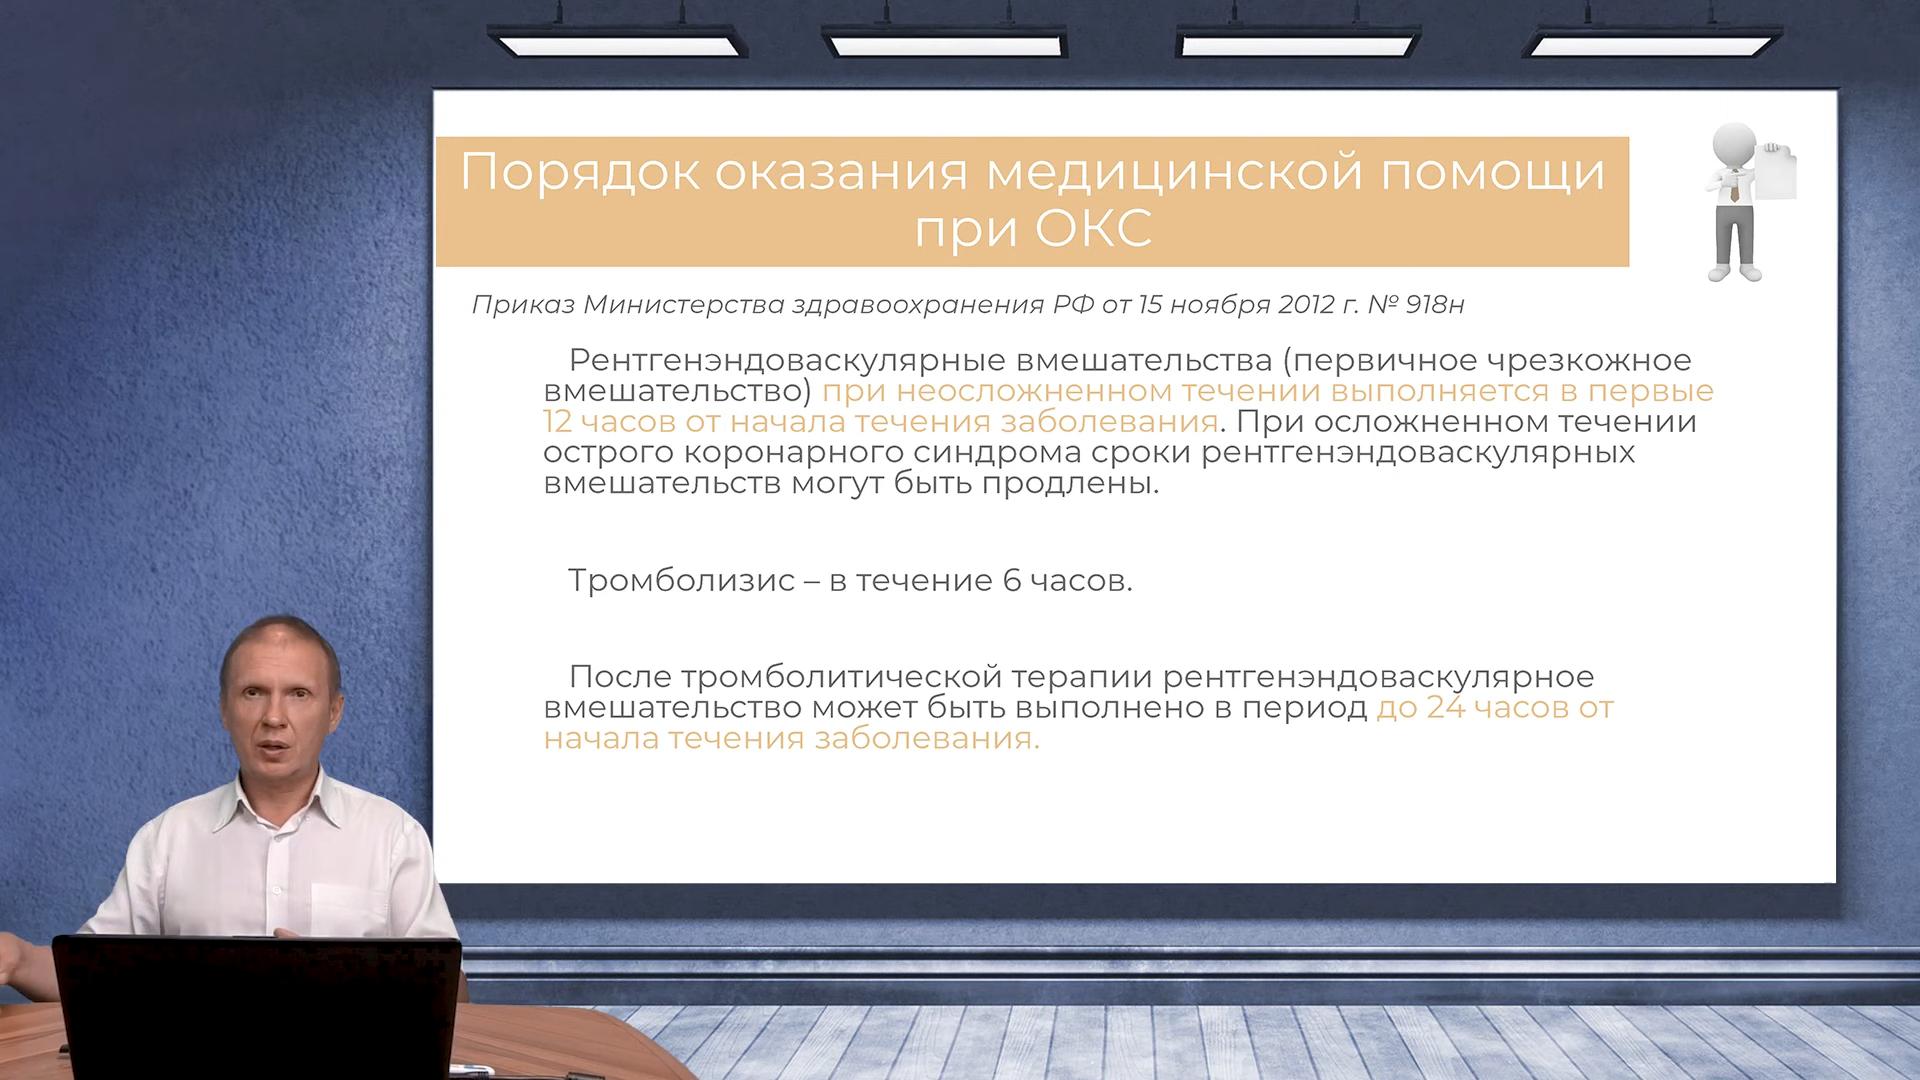 Порядок оказания медицинской помощи
при ОКС
Приказ Министерства здравоохранения РФ от 15 ноября 2012 г. № 918н
Рентгенэндоваскулярные вмешательства (первичное чрезкожное
вмешательство) при неосложненном течении выполняется в первые
12 часов от начала течения заболевания. При осложненном течении
острого коронарного синдрома сроки рентгенэндоваскулярных
вмешательств могут быть продлены.
Тромболизис – в течение 6 часов.
После тромболитической терапии рентгенэндоваскулярное
вмешательство может быть выполнено в период до 24 часов от
начала течения заболевания.